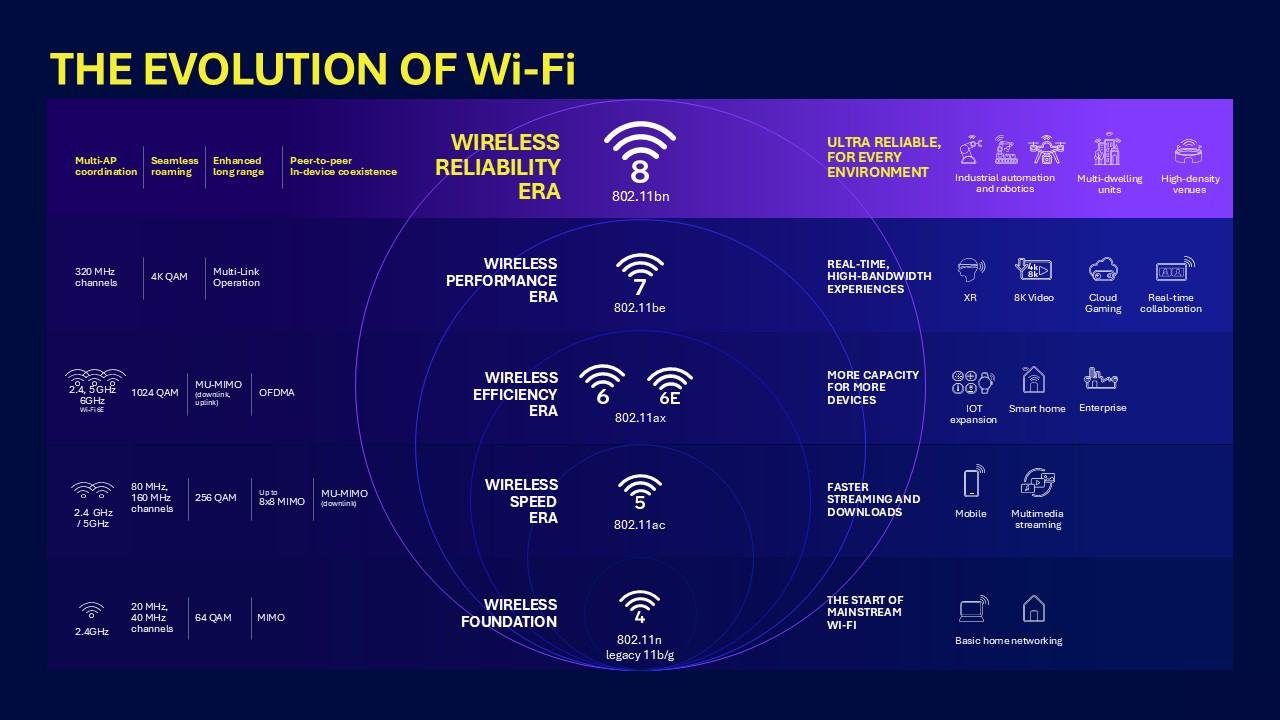 THE EVOLUTION OF Wi-Fi
Multi-AP
coordination
Seamless
roaming
Enhanced
long range
Peer-to-peer
In-device coexistence
WIRELESS
RELIABILITY
ERA
8
802.11bn
ULTRA RELIABLE,
FOR EVERY
ENVIRONMENT
Industrial automation
and robotics
Multi-dwelling
units
High-density
venues
320 MHz
channels
4K QAM
Multi-Link
Operation
WIRELESS
PERFORMANCE
ERA
7
802.11be
REAL-TIME,
HIGH-BANDWIDTH
EXPERIENCES
XR
4k
8k
8K Video
Cloud
Gaming
Real-time
collaboration
2.4, 5GHz
6GHz
Wi-Fi 6E
1024 QAM
MU-MIMO
(downlink,
uplink)
OFDMA
WIRELESS
EFFICIENCY
ERA
6
6E
802.11ax
MORE CAPACITY
FOR MORE
DEVICES
IOT
expansion
Smart home
Enterprise
2.4 GHz
/ 5GHz
80 MHz,
160 MHz
channels
256 QAM
Up to
8x8 MIMO
MU-MIMO
(downlink)
WIRELESS
SPEED
ERA
5
802.11ac
FASTER
STREAMING AND
DOWNLOADS
Mobile
Multimedia
streaming
2.4GHz
20 MHz,
40 MHz
channels
64 QAM
MIMO
WIRELESS
FOUNDATION
4
802.11n
legacy 11b/g
THE START OF
MAINSTREAM
WI-FI
Basic home networking